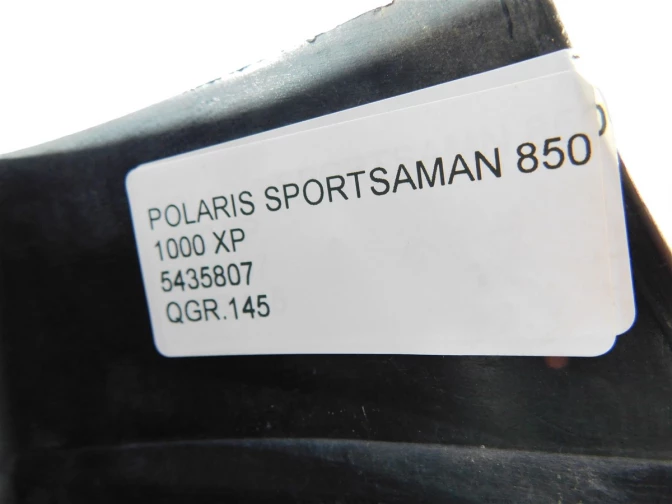 POLARIS SPORTSAMAN 850
1000 XP
5435807
QGR.145